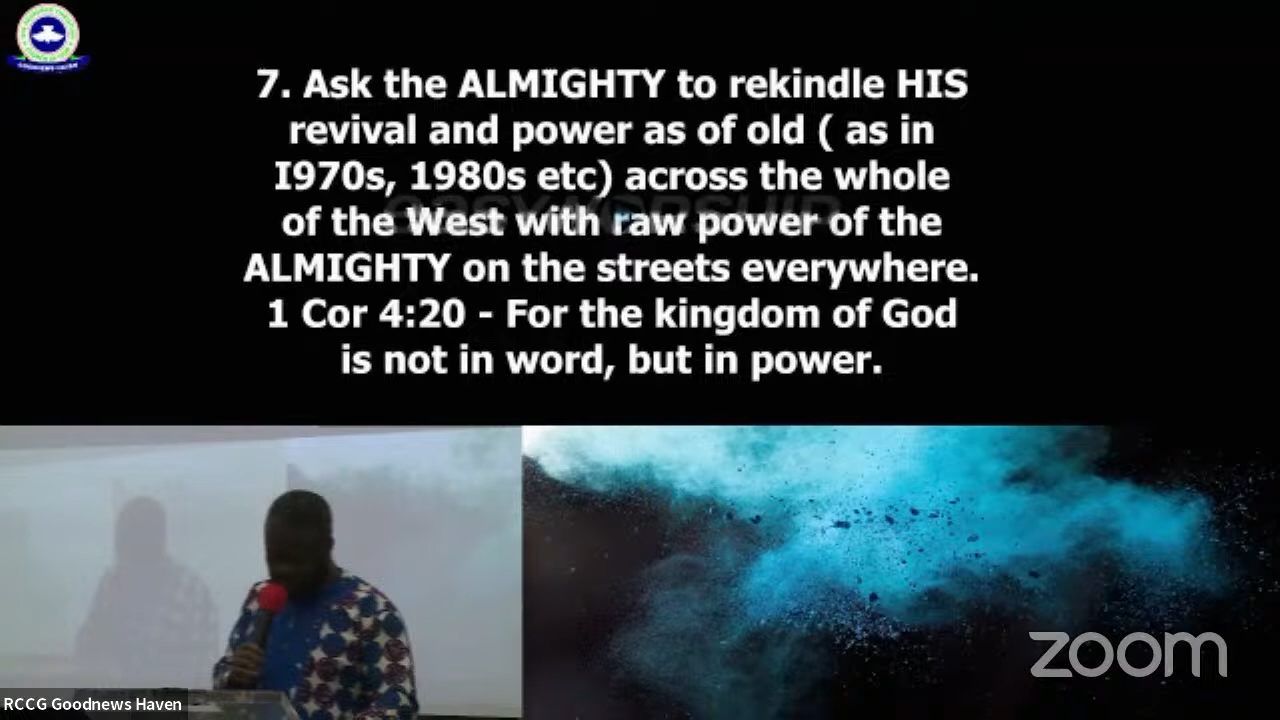 7. Ask the ALMIGHTY to rekindle HIS
revival and power as of old ( as in
I970s, 1980s etc) across the whole
of the West with raw power of the
ALMIGHTY on the streets everywhere.
1 Cor 4:20 - For the kingdom of God
is not in word, but in power.
zoom
RCCG Goodnews Haven